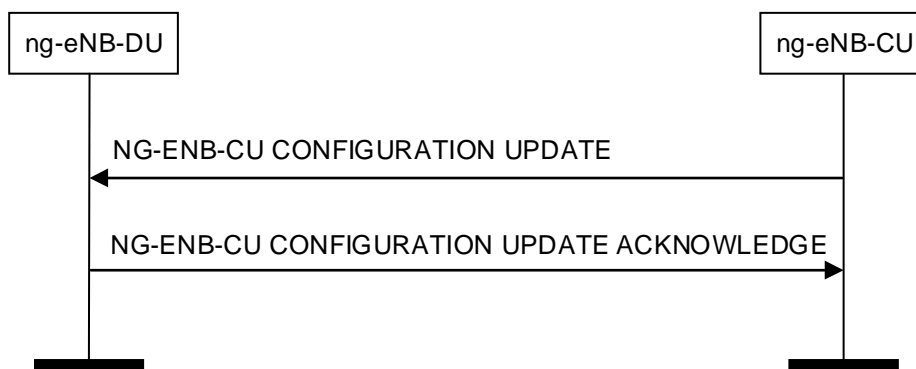 ng-eNB-DU
ng-eNB-CU
NG-ENB-CU CONFIGURATION UPDATE
NG-ENB-CU CONFIGURATION UPDATE ACKNOWLEDGE